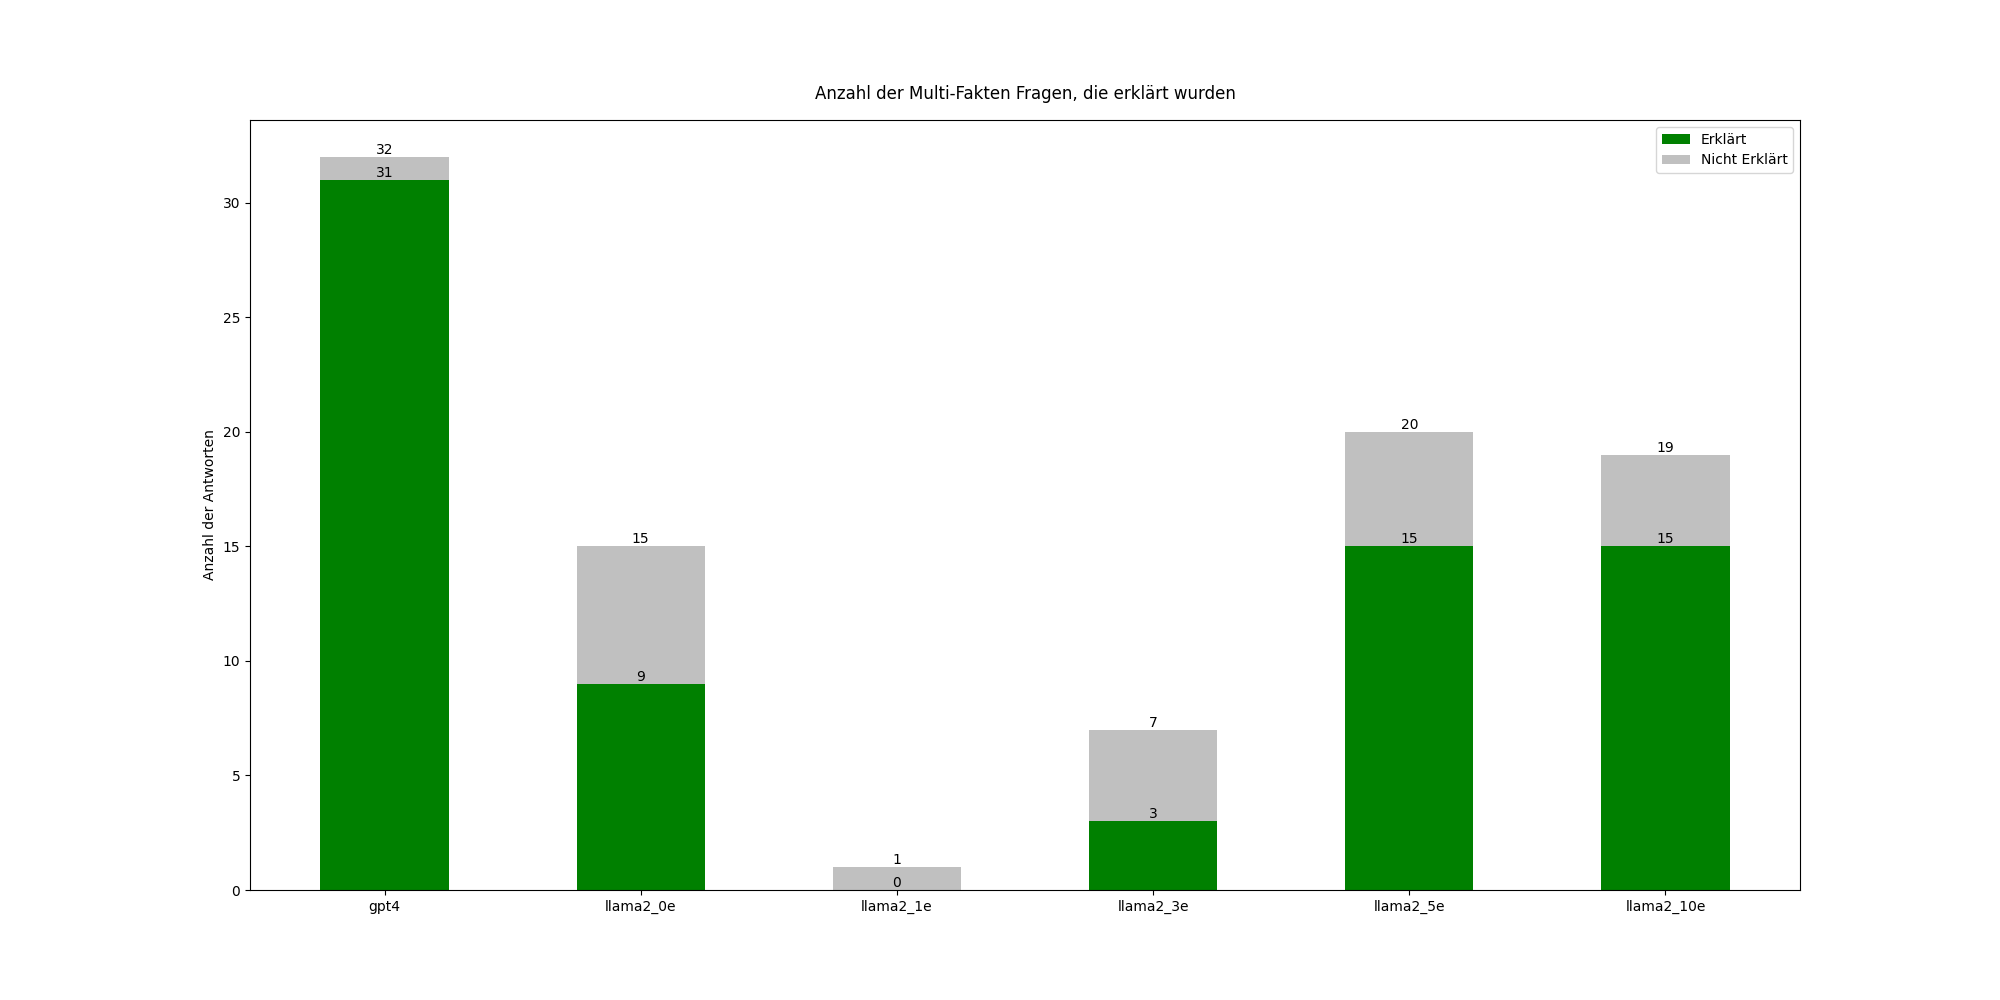 Anzahl der Multi-Fakten Fragen, die erklärt wurden
Erklärt
Nicht Erklärt
Anzahl der Antworten
30
25
20
15
10
5
0
32
31
15
9
1
0
7
3
20
15
19
15
gpt4
llama2_0e
llama2_1e
llama2_3e
llama2_5e
llama2_10e